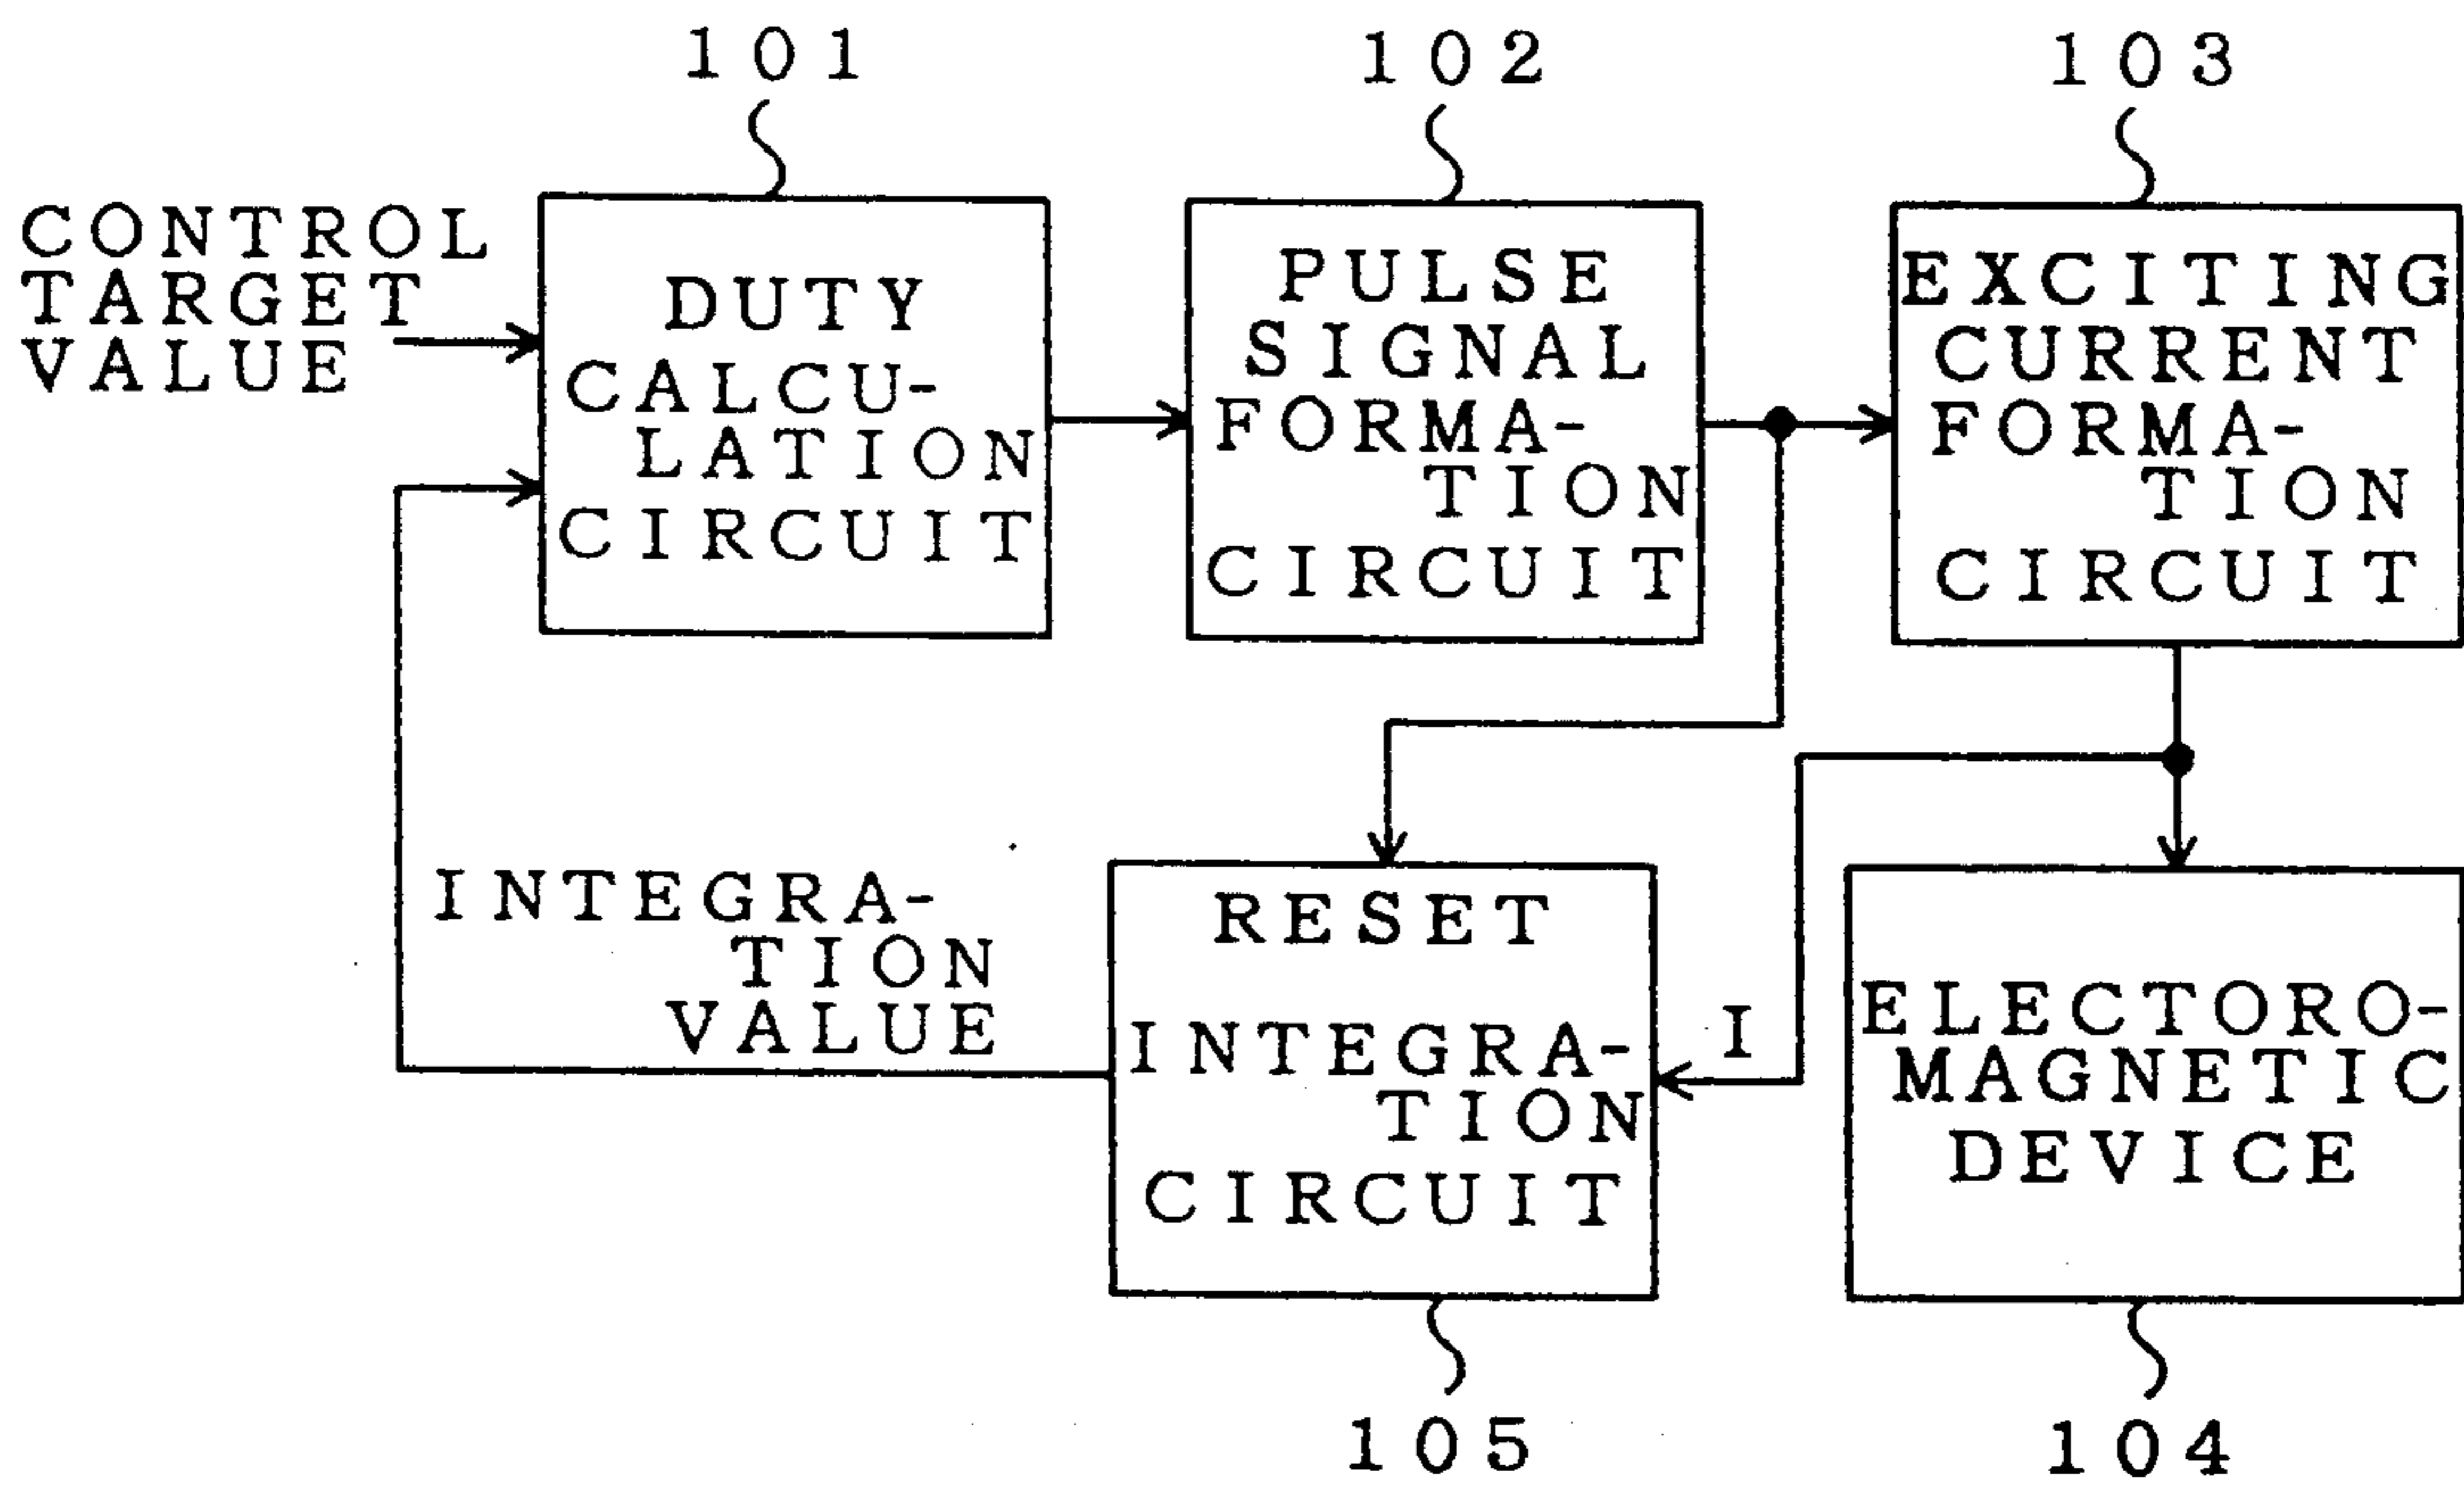 101
102
103
CONTROL
TARGET
VALUE
DUTY
CALCU-
LATION
CIRCUIT
PULSE
SIGNAL
FORMA-
TION
CIRCUIT
EXCITING
CURRENT
FORMA-
TION
CIRCUIT
INTEGRA-
TION
VALUE
RESET
INTEGRA-
TION
CIRCUIT
I
ELECTORO-
MAGNETIC
DEVICE
105
104